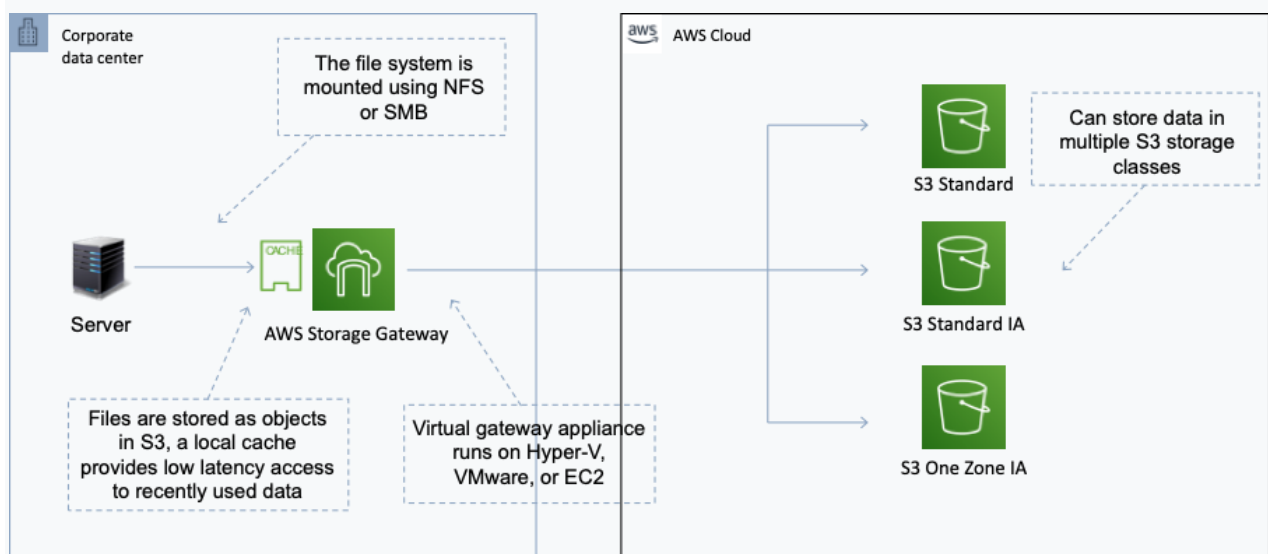 Corporate
data center
The file system is
mounted using NFS
or SMB
CACHE
Server
AWS Storage Gateway
Files are stored as objects
in S3, a local cache
provides low latency access
to recently used data
Virtual gateway appliance
runs on Hyper-V,
VMware, or EC2
aws
AWS Cloud
S3 Standard
Can store data in
multiple S3 storage
classes
S3 Standard IA
S3 One Zone IA